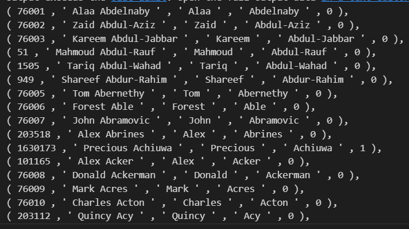 ( 76001 , ' Alaa Abdelnaby ' , ' Alaa ' , ' Abdelnaby ' , 0 ),
( 76002 , ' Zaid Abdul-Aziz ' , ' Zaid ' , ' Abdul-Aziz ' , 0 ),
( 76003 , ' Kareem Abdul-Jabbar ' , ' Kareem ' , ' Abdul-Jabbar ' , 0 ),
( 51 , ' Mahmoud Abdul-Rauf ' , ' Mahmoud ' , ' Abdul-Rauf ' , 0 ),
( 1505 , ' Tariq Abdul-Wahad ' , ' Tariq ' , ' Abdul-Wahad ' , 0 ),
( 949 , ' Shareef Abdur-Rahim ' , ' Shareef ' , ' Abdur-Rahim ' , 0 ),
( 76005 , ' Tom Abernethy ' , ' Tom ' , ' Abernethy ' , 0 ),
( 76006 , ' Forest Able ' , ' Forest ' , ' Able ' , 0 ),
( 76007 , ' John Abramovic ' , ' John ' , ' Abramovic ' , 0 ),
( 203518 , ' Alex Abrines ' , ' Alex ' , ' Abrines ' , 0 ),
( 1630173 , ' Precious Achiuwa ' , ' Precious ' , ' Achiuwa ' , 1 ),
( 101165 , ' Alex Acker ' , ' Alex ' , ' Acker ' , 0 ),
( 76008 , ' Donald Ackerman ' , ' Donald ' , ' Ackerman ' , 0 ),
( 76009 , ' Mark Acres ' , ' Mark ' , ' Acres ' , 0 ),
( 76010 , ' Charles Acton ' , ' Charles ' , ' Acton ' , 0 ),
( 203112 , ' Quincy Acy ' , ' Quincy ' , ' Acy ' , 0 ),